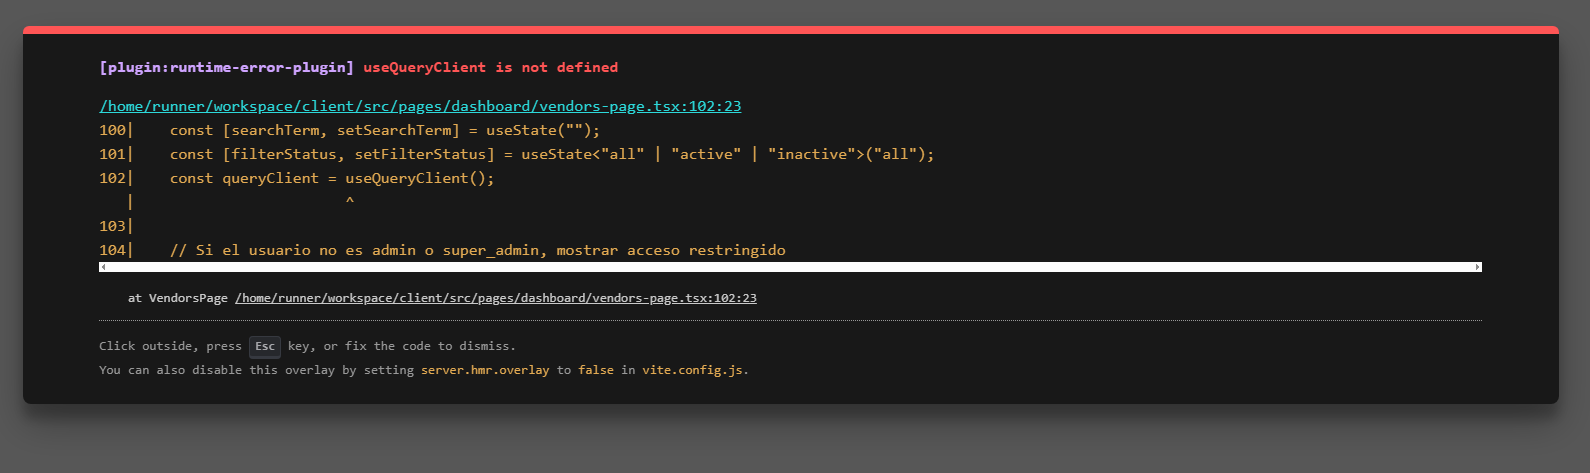 [plugin:runtime-error-plugin] useQueryClient is not defined
/home/runner/workspace/client/src/pages/dashboard/vendors-page.tsx:102:23
100|    const [searchTerm, setSearchTerm] = useState("");
101|    const [filterStatus, setFilterStatus] = useState<"all" | "active" | "inactive">("all");
102|    const queryClient = useQueryClient();
   |                        ^
103|
104|    // Si el usuario no es admin o super_admin, mostrar acceso restringido
at VendorsPage /home/runner/workspace/client/src/pages/dashboard/vendors-page.tsx:102:23
Click outside, press Esc key, or fix the code to dismiss.
You can also disable this overlay by setting server.hmr.overlay to false in vite.config.js.